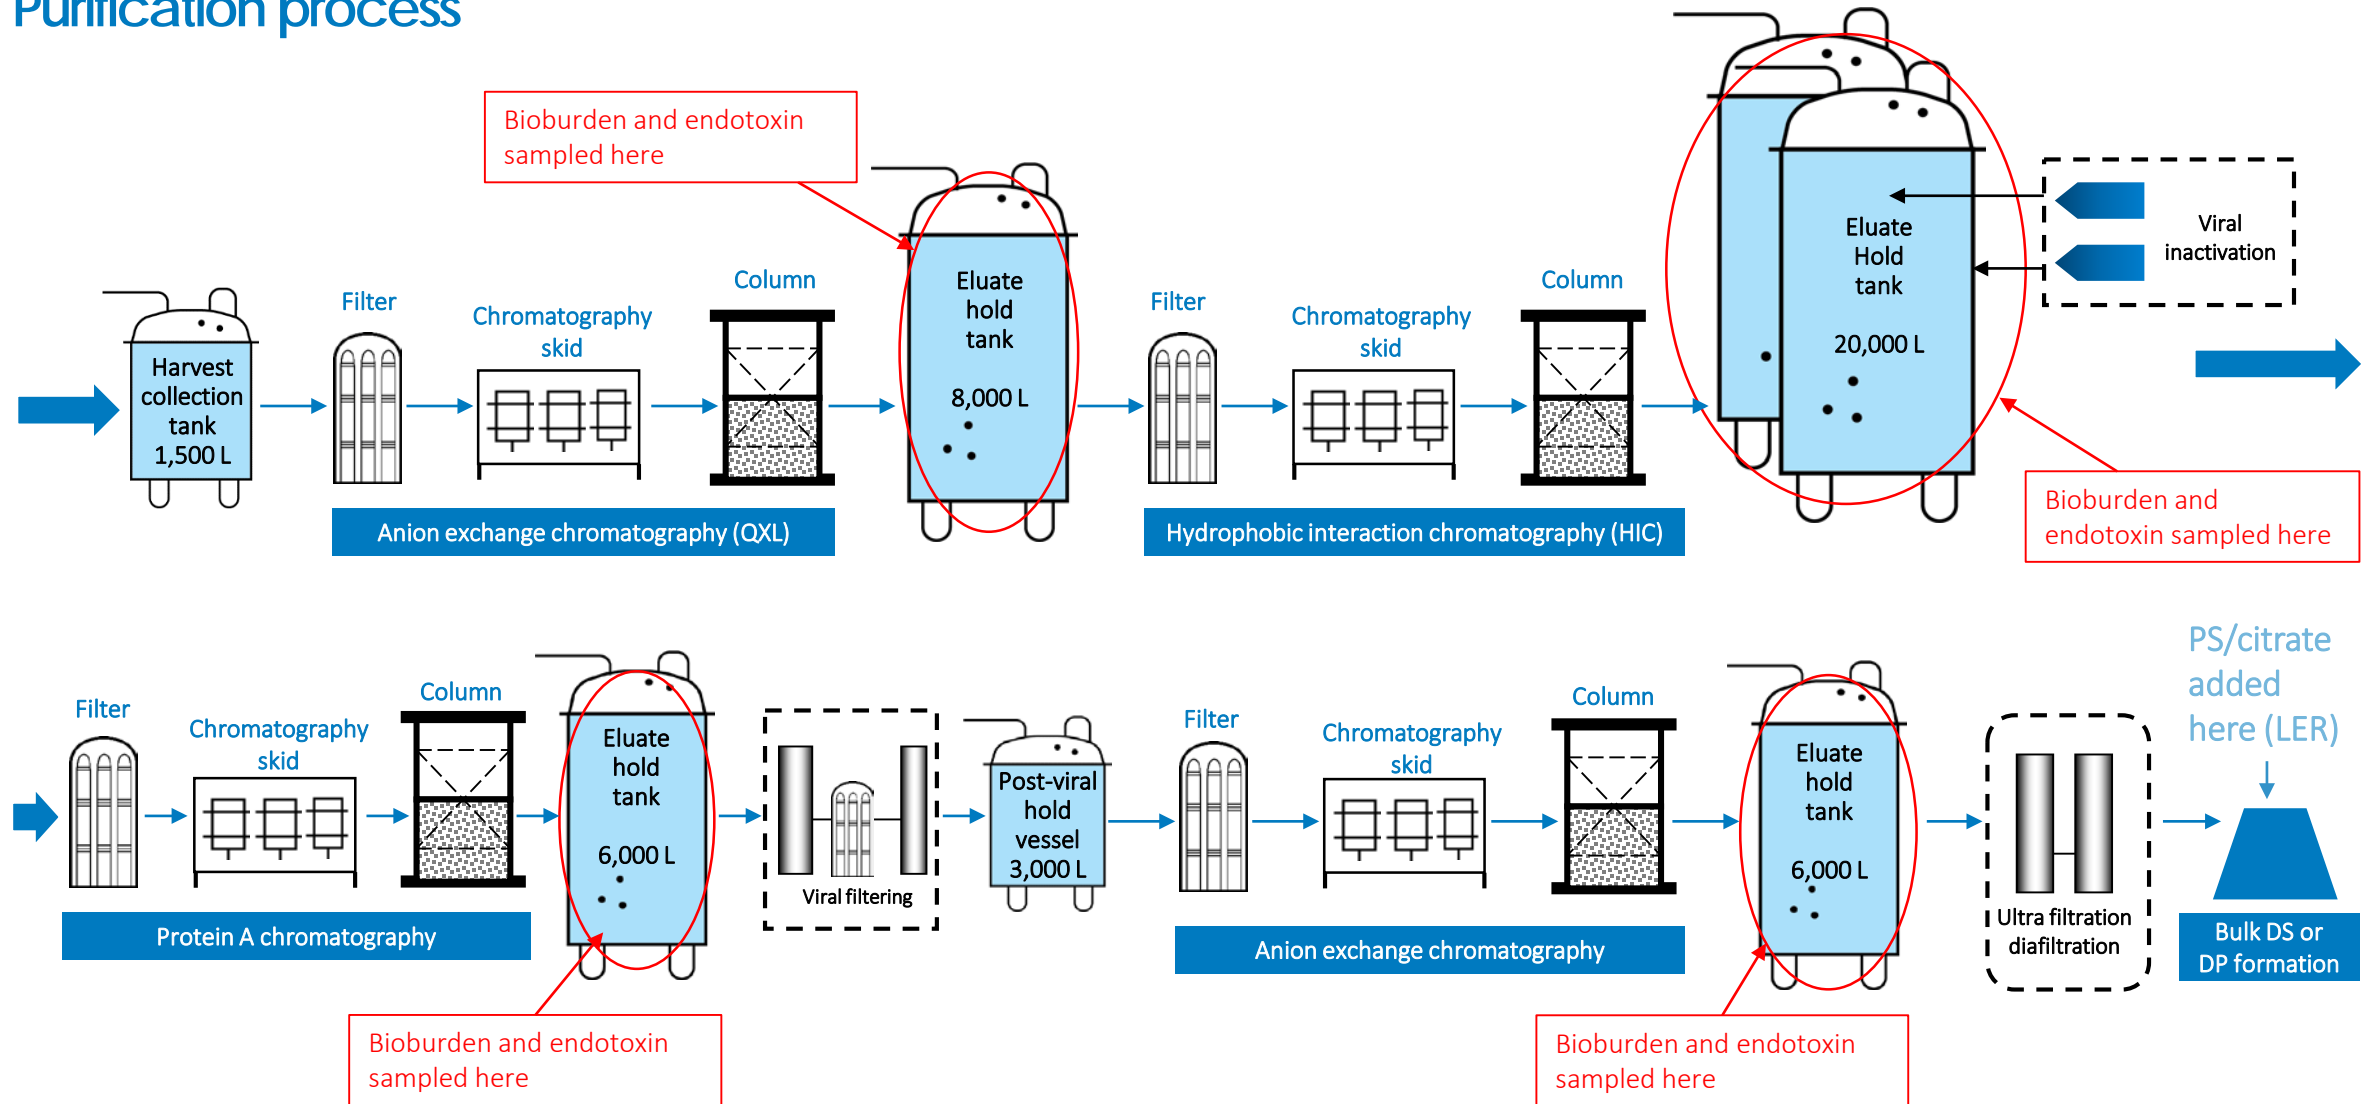 Purification process
Bioburden and endotoxin
sampled here
Harvest
collection
tank
1,500 L
Filter
Chromatography
skid
Column
Anion exchange chromatography (QXL)
Eluate
hold
tank
8,000 L
Filter
Chromatography
skid
Column
Hydrophobic interaction chromatography (HIC)
Eluate
Hold
tank
20,000 L
Viral
inactivation
Bioburden and
endotoxin sampled here
Filter
Chromatography
skid
Column
Protein A chromatography
Eluate
hold
tank
6,000 L
Bioburden and endotoxin
sampled here
Viral filtering
Post-viral
hold
vessel
3,000 L
Filter
Chromatography
skid
Column
Anion exchange chromatography
Eluate
hold
tank
6,000 L
Bioburden and endotoxin
sampled here
Ultra filtration
diafiltration
PS/citrate
added
here (LER)
Bulk DS or
DP formation